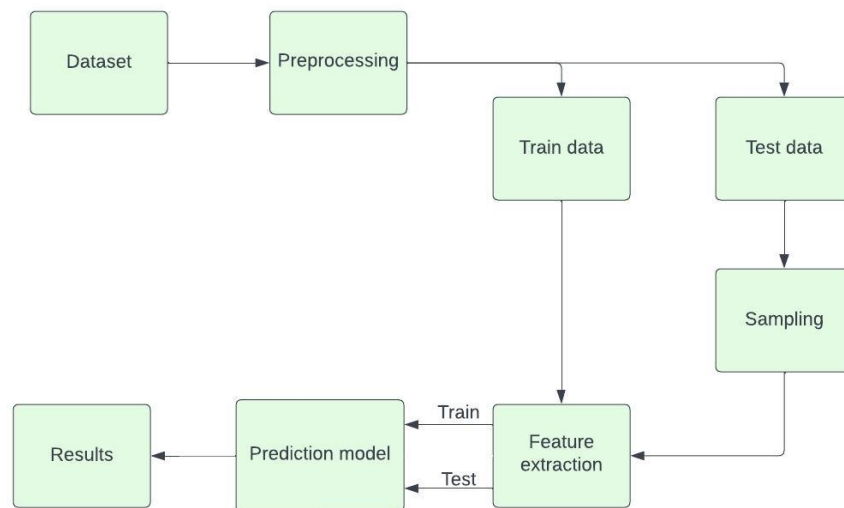 Dataset
Preprocessing
Train data
Test data
Sampling
Train
Feature
extraction
Prediction model
Results
Test